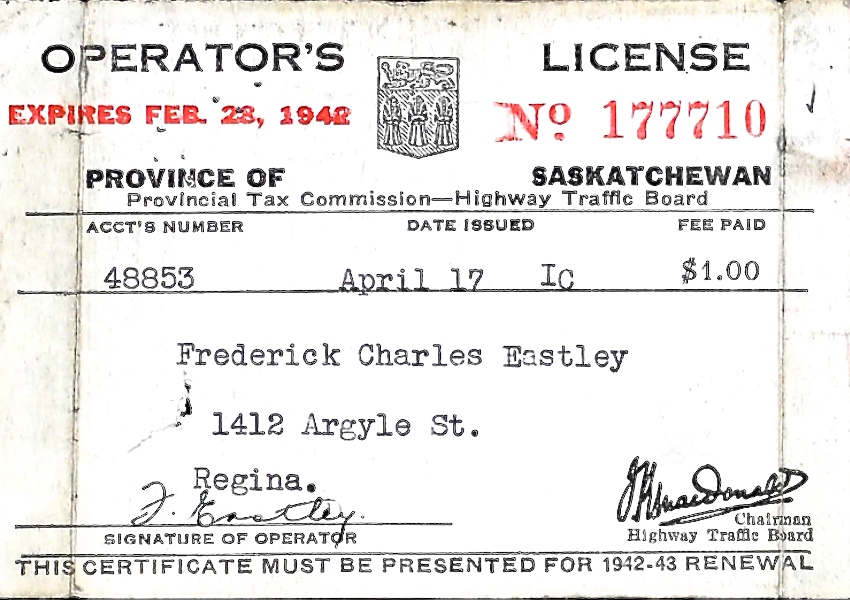 OPERATOR'S LICENSE
EXPIRES FEB. 28, 1942 Nº 177710
PROVINCE OF SASKATCHEWAN
Provincial Tax Commission—Highway Traffic Board
ACCT'S NUMBER DATE ISSUED FEE PAID
48853 April 17 IC $1.00
Frederick Charles Eastley
1412 Argyle St.
Regina.
F. Eastley.
SIGNATURE OF OPERATOR
J H Macdonald
Chairman
Highway Traffic Board
THIS CERTIFICATE MUST BE PRESENTED FOR 1942-43 RENEWAL